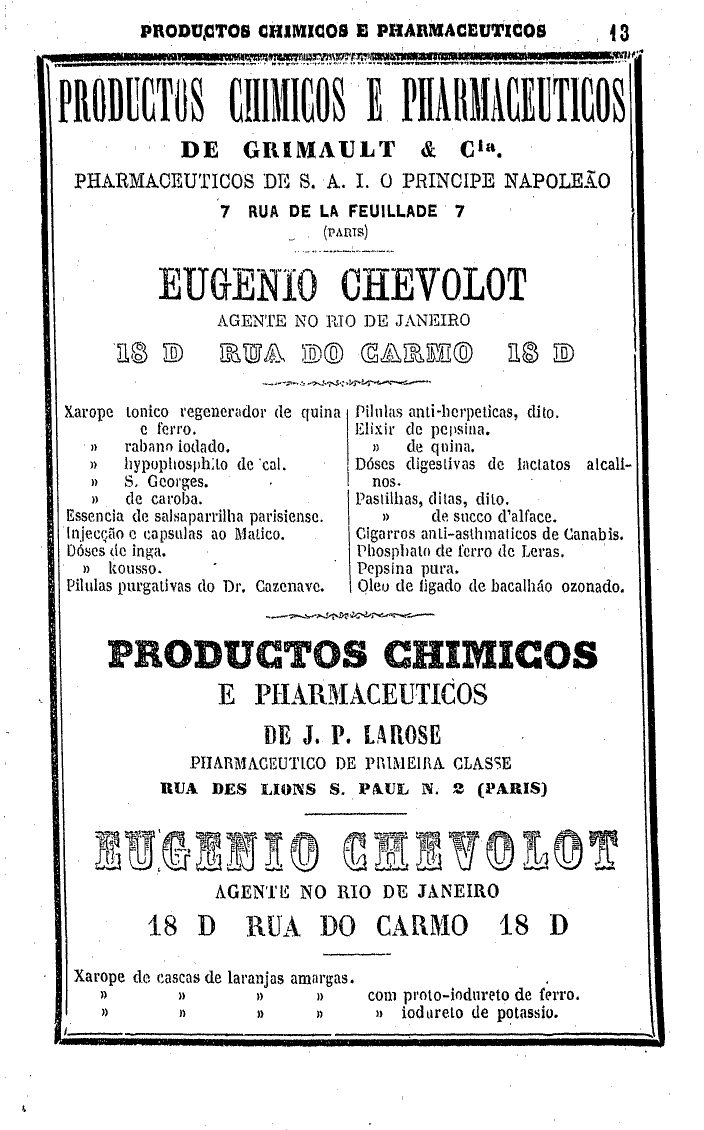 PRODUCTOS CHIMICOS E PHARMACEUTICOS 13
PRODUCTOS CHIMICOS E PHARMACEUTICOS
DE GRIMAULT & Cia.
PHARMACEUTICOS DE S. A. I. O PRINCIPE NAPOLEÃO
7 RUA DE LA FEUILLADE 7
(PARIS)
EUGENIO CHEVOLOT
AGENTE NO RIO DE JANEIRO
18 D RUA DO CARMO 18 D
Xarope tonico regenerador de quina
e ferro.
» rabano iodado.
» hypophosphito de cal.
» S. Georges.
» de caroba.
Essencia de salsaparrilha parisiense.
Injecção e capsulas ao Matico.
Dóses de inga.
» kousso.
Pilulas purgativas do Dr. Cazenave.
Pilulas anti-herpeticas, dito.
Elixir de pepsina.
» de quina.
Dóses digestivas de lactatos alcali-
nos.
Pastilhas, ditas, dito.
» de succo d'alface.
Cigarros anti-asthmaticos de Canabis.
Phosphato de ferro de Leras.
Pepsina pura.
Oleo de figado de bacalháo ozonado.
PRODUCTOS CHIMICOS
E PHARMACEUTICOS
DE J. P. LAROSE
PHARMACEUTICO DE PRIMEIRA CLASSE
RUA DES LIONS S. PAUL N. 2 (PARIS)
EUGENIO CHEVOLOT
AGENTE NO RIO DE JANEIRO
18 D RUA DO CARMO 18 D
Xarope de cascas de laranjas amargas.
» » » » com proto-iodureto de ferro.
» » » » » iodureto de potassio.